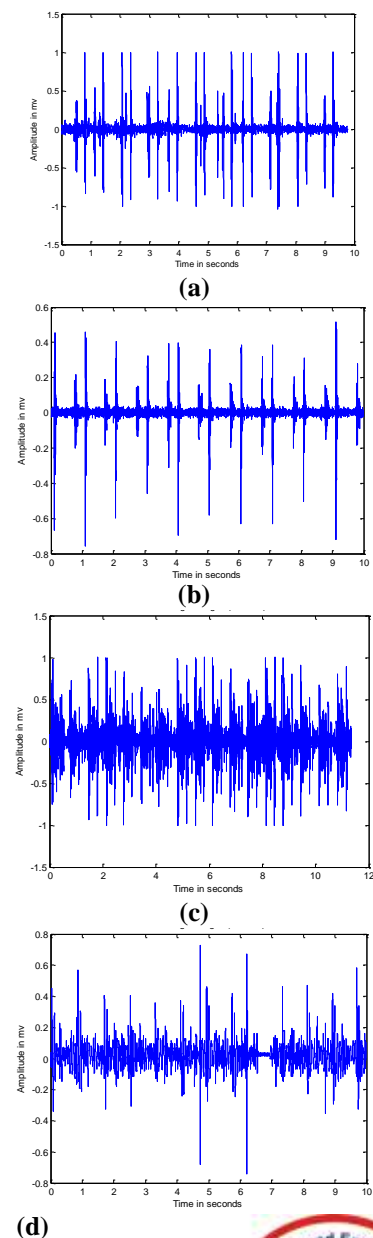 1.5
1
0.5
0
-0.5
-1
-1.5
Amplitude in mv
0 1 2 3 4 5 6 7 8 9 10
Time in seconds
(a)
0.6
0.4
0.2
0
-0.2
-0.4
-0.6
-0.8
Amplitude in mv
0 1 2 3 4 5 6 7 8 9 10
Time in seconds
(b)
1.5
1
0.5
0
-0.5
-1
-1.5
Amplitude in mv
0 2 4 6 8 10 12
Time in seconds
(c)
0.8
0.6
0.4
0.2
0
-0.2
-0.4
-0.6
-0.8
Amplitude in mv
0 1 2 3 4 5 6 7 8 9 10
Time in seconds
(d)